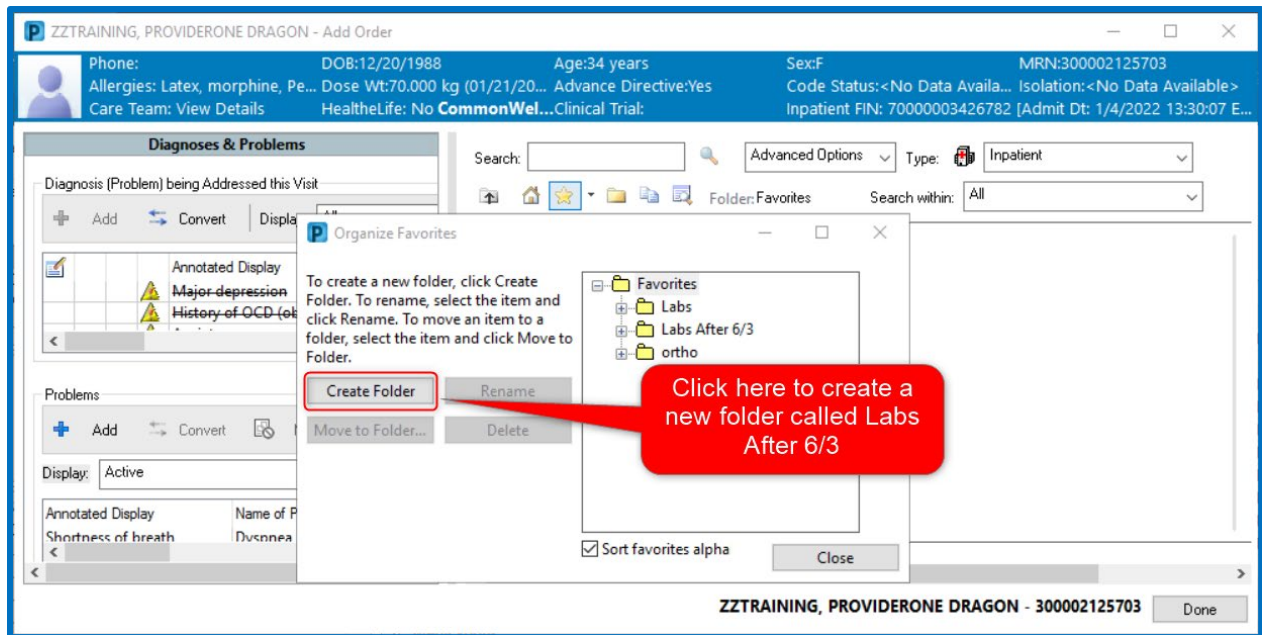 P ZZTRAINING, PROVIDERONE DRAGON - Add Order
Phone: DOB:12/20/1988 Age:34 years Sex:F MRN:300002125703
Allergies: Latex, morphine, Pe... Dose Wt:70.000 kg (01/21/20... Advance Directive:Yes Code Status:<No Data Availa... Isolation:<No Data Available>
Care Team: View Details HealtheLife: No CommonWel...Clinical Trial: Inpatient FIN: 70000003426782 [Admit Dt: 1/4/2022 13:30:07 E...
Diagnoses & Problems
Diagnosis (Problem) being Addressed this Visit
Add Convert Displa
Annotated Display
Major depression
History of OCD (ob
Problems
Add Convert
Display: Active
Annotated Display Name of P
Shortness of breath Dyspnea
Search: Advanced Options Type: Inpatient
Folder: Favorites Search within: All
P Organize Favorites
To create a new folder, click Create
Folder. To rename, select the item and
click Rename. To move an item to a
folder, select the item and click Move to
Folder.
Create Folder Rename
Move to Folder... Delete
Favorites
Labs
Labs After 6/3
ortho
Click here to create a
new folder called Labs
After 6/3
Sort favorites alpha
Close
ZZTRAINING, PROVIDERONE DRAGON - 300002125703 Done